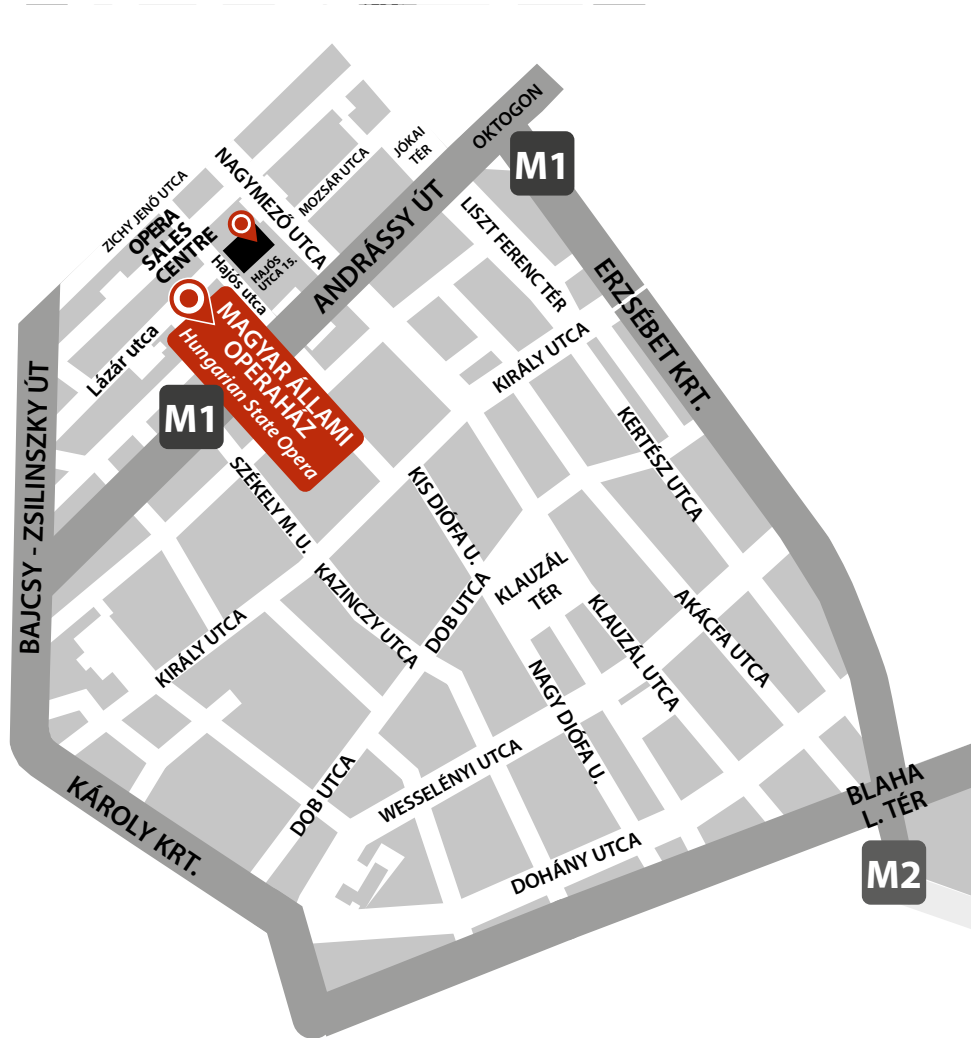 OKTOGON
M1
JÓKAI
TÉR
MOZSÁR UTCA
NAGYMEZŐ UTCA
ZICHY JENŐ UTCA
OPERA
SALES
CENTRE
HAJÓS
UTCA 15.
Hajós utca
ANDRÁSSY ÚT
LISZT FERENC TÉR
ERZSÉBET KRT.
MAGYAR ÁLLAMI
OPERAHÁZ
Hungarian State Opera
Lázár utca
M1
KIRÁLY UTCA
BAJCSY - ZSILINSZKY ÚT
KERTÉSZ UTCA
SZÉKELY M. U.
KIS DIÓFA U.
KAZINCZY UTCA
DOB UTCA
KLAUZÁL
TÉR
KLAUZÁL UTCA
AKÁCFA UTCA
KIRÁLY UTCA
NAGY DIÓFA U.
WESSELÉNYI UTCA
DOB UTCA
KÁROLY KRT.
DOHÁNY UTCA
BLAHA
L. TÉR
M2